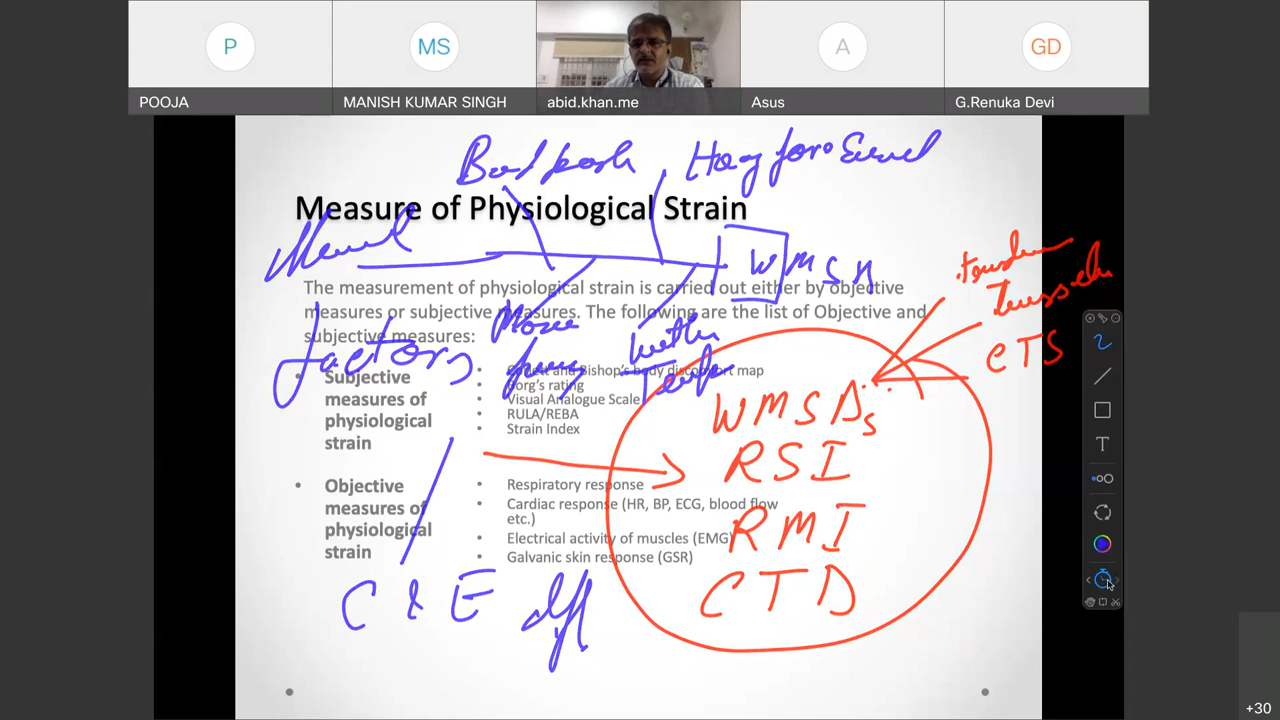 P
MS
A
GD
POOJA
MANISH KUMAR SINGH
abid.khan.me
Asus
G.Renuka Devi
Measure of Physiological Strain
The measurement of physiological strain is carried out either by objective
measures or subjective measures. The following are the list of Objective and
subjective measures:
• Subjective
measures of
physiological
strain
• Corlett and Bishop's body discomfort map
• Borg's rating
• Visual Analogue Scale
• RULA/REBA
• Strain Index
• Objective
measures of
physiological
strain
• Respiratory response
• Cardiac response (HR, BP, ECG, blood flow
etc.)
• Electrical activity of muscles (EMG)
• Galvanic skin response (GSR)
factors
WMSD
CTS
WMSDs
RSI
RMI
CTD
C & E
T
+30